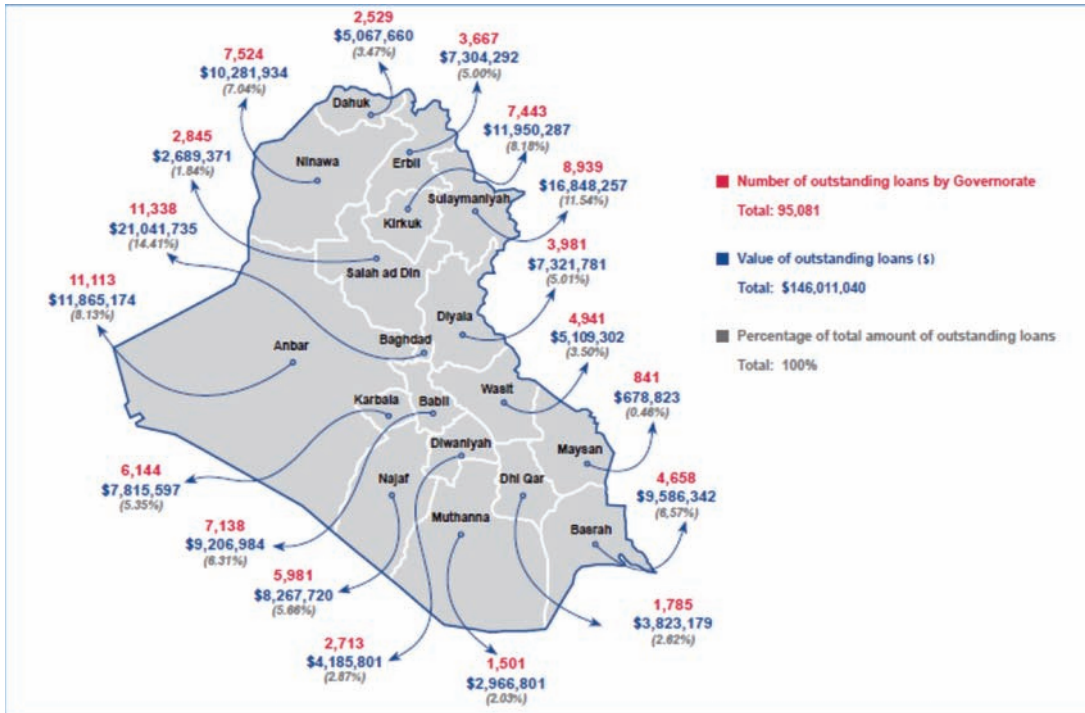 2,529
$5,067,660
(3.47%)
3,667
$7,304,292
(5.00%)
7,524
$10,281,934
(7.04%)
7,443
$11,950,287
(8.18%)
2,845
$2,689,371
(1.84%)
8,939
$16,848,257
(11.54%)
11,338
$21,041,735
(14.41%)
3,981
$7,321,781
(5.01%)
11,113
$11,865,174
(8.13%)
4,941
$5,109,302
(3.50%)
841
$678,823
(0.46%)
4,658
$9,586,342
(6,57%)
6,144
$7,815,597
(5.35%)
7,138
$9,206,984
(6.31%)
5,981
$8,267,720
(5.66%)
2,713
$4,185,801
(2.87%)
1,501
$2,966,801
(2.03%)
1,785
$3,823,179
(2.62%)
Dahuk
Ninawa
Erbil
Sulaymaniyah
Kirkuk
Salah ad Din
Diyala
Baghdad
Anbar
Wasit
Karbala
Babil
Diwaniyah
Maysan
Najaf
Dhi Qar
Muthanna
Basrah
Number of outstanding loans by Governorate
Total: 95,081
Value of outstanding loans ($)
Total: $146,011,040
Percentage of total amount of outstanding loans
Total: 100%